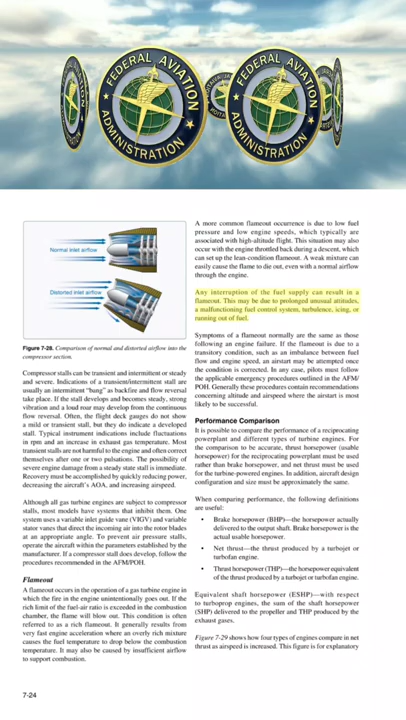 FEDERAL AVIATION
ADMINISTRATION
FEDERAL AVIATION
ADMINISTRATION
Normal inlet airflow
Distorted inlet airflow
Figure 7-28. Comparison of normal and distorted airflow into the
compressor section.
Compressor stalls can be transient and intermittent or steady
and severe. Indications of a transient/intermittent stall are
usually an intermittent "bang" as backfire and flow reversal
take place. If the stall develops and becomes steady, strong
vibration and a loud roar may develop from the continuous
flow reversal. Often, the flight deck gauges do not show
a mild or transient stall, but they do indicate a developed
stall. Typical instrument indications include fluctuations
in rpm and an increase in exhaust gas temperature. Most
transient stalls are not harmful to the engine and often correct
themselves after one or two pulsations. The possibility of
severe engine damage from a steady state stall is immediate.
Recovery must be accomplished by quickly reducing power,
decreasing the aircraft's AOA, and increasing airspeed.
Although all gas turbine engines are subject to compressor
stalls, most models have systems that inhibit them. One
system uses a variable inlet guide vane (VIGV) and variable
stator vanes that direct the incoming air into the rotor blades
at an appropriate angle. To prevent air pressure stalls,
operate the aircraft within the parameters established by the
manufacturer. If a compressor stall does develop, follow the
procedures recommended in the AFM/POH.
Flameout
A flameout occurs in the operation of a gas turbine engine in
which the fire in the engine unintentionally goes out. If the
rich limit of the fuel-air ratio is exceeded in the combustion
chamber, the flame will blow out. This condition is often
referred to as a rich flameout. It generally results from
very fast engine acceleration where an overly rich mixture
causes the fuel temperature to drop below the combustion
temperature. It may also be caused by insufficient airflow
to support combustion.
A more common flameout occurrence is due to low fuel
pressure and low engine speeds, which typically are
associated with high-altitude flight. This situation may also
occur with the engine throttled back during a descent, which
can set up the lean-condition flameout. A weak mixture can
easily cause the flame to die out, even with a normal airflow
through the engine.
Any interruption of the fuel supply can result in a
flameout. This may be due to prolonged unusual attitudes,
a malfunctioning fuel control system, turbulence, icing, or
running out of fuel.
Symptoms of a flameout normally are the same as those
following an engine failure. If the flameout is due to a
transitory condition, such as an imbalance between fuel
flow and engine speed, an airstart may be attempted once
the condition is corrected. In any case, pilots must follow
the applicable emergency procedures outlined in the AFM/
POH. Generally these procedures contain recommendations
concerning altitude and airspeed where the airstart is most
likely to be successful.
Performance Comparison
It is possible to compare the performance of a reciprocating
powerplant and different types of turbine engines. For
the comparison to be accurate, thrust horsepower (usable
horsepower) for the reciprocating powerplant must be used
rather than brake horsepower, and net thrust must be used
for the turbine-powered engines. In addition, aircraft design
configuration and size must be approximately the same.
When comparing performance, the following definitions
are useful:
• Brake horsepower (BHP)—the horsepower actually
delivered to the output shaft. Brake horsepower is the
actual usable horsepower.
• Net thrust—the thrust produced by a turbojet or
turbofan engine.
• Thrust horsepower (THP)—the horsepower equivalent
of the thrust produced by a turbojet or turbofan engine.
Equivalent shaft horsepower (ESHP)—with respect
to turboprop engines, the sum of the shaft horsepower
(SHP) delivered to the propeller and THP produced by the
exhaust gases.
Figure 7-29 shows how four types of engines compare in net
thrust as airspeed is increased. This figure is for explanatory
7-24